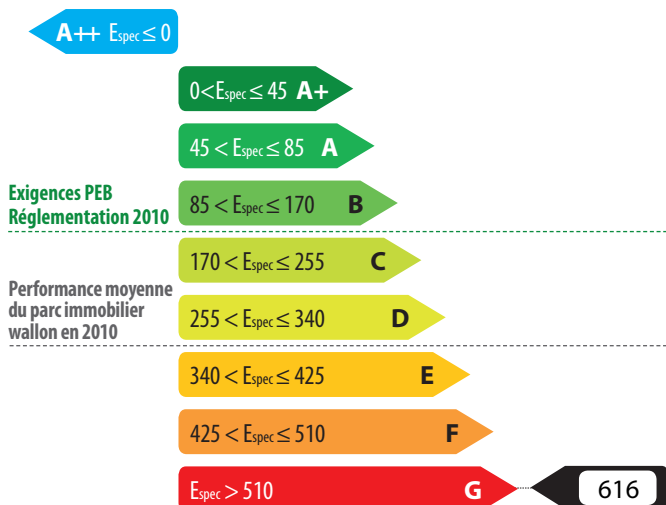 A++ Espec ≤ 0
0<Espec ≤ 45 A+
45 < Espec ≤ 85 A
Exigences PEB
Réglementation 2010
85 < Espec ≤ 170 B
170 < Espec ≤ 255 C
Performance moyenne
du parc immobilier
wallon en 2010
255 < Espec ≤ 340 D
340 < Espec ≤ 425 E
425 < Espec ≤ 510 F
Espec > 510 G 616